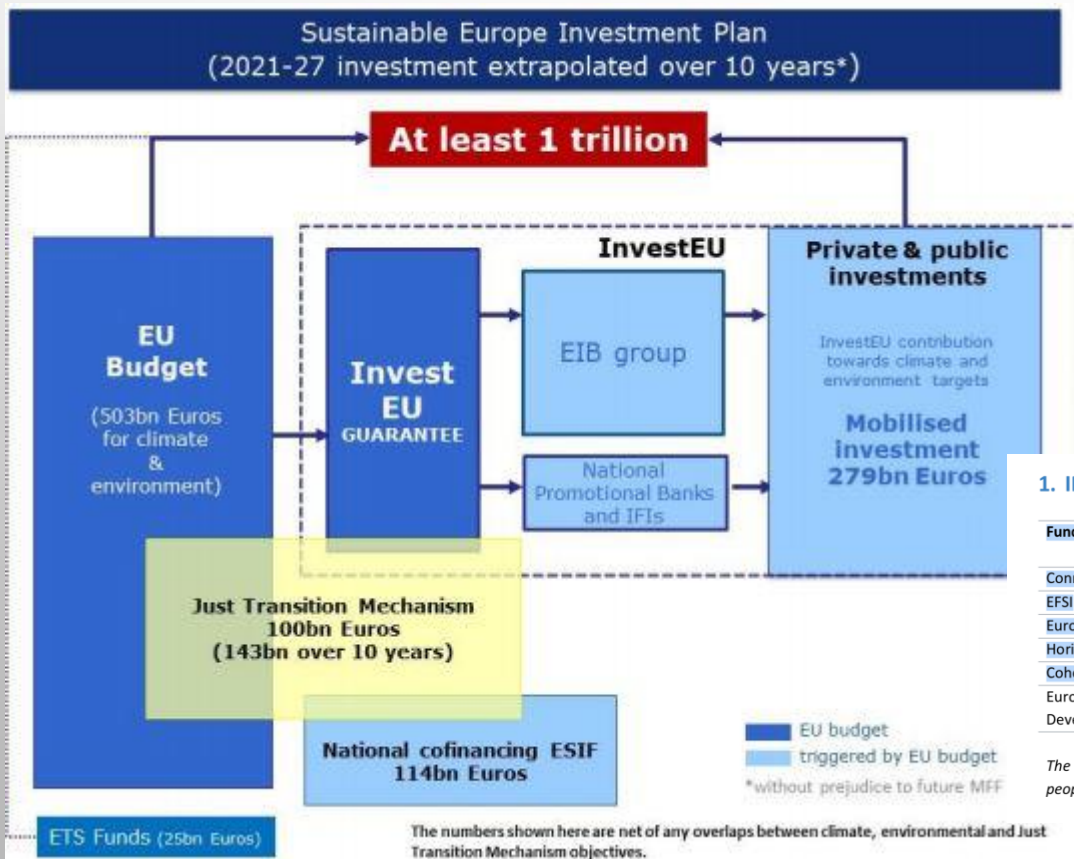 Sustainable Europe Investment Plan
(2021-27 investment extrapolated over 10 years*)
At least 1 trillion
EU
Budget
(503bn Euros
for climate
&
environment)
Invest
EU
GUARANTEE
InvestEU
EIB group
National
Promotional Banks
and IFIs
Private & public
investments
InvestEU contribution
towards climate and
environment targets
Mobilised
investment
279bn Euros
Just Transition Mechanism
100bn Euros
(143bn over 10 years)
National cofinancing ESIF
114bn Euros
EU budget
triggered by EU budget
*without prejudice to future MFF
ETS Funds (25bn Euros)
The numbers shown here are net of any overlaps between climate, environmental and Just
Transition Mechanism objectives.
1.
EFSI
The